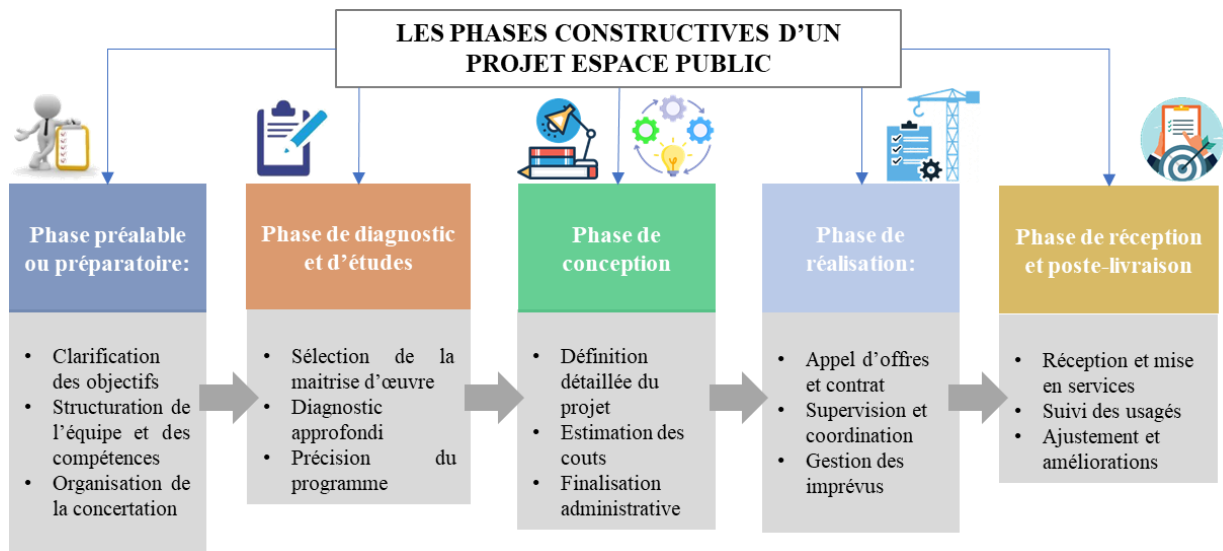 LES PHASES CONSTRUCTIVES D’UN
PROJET ESPACE PUBLIC
Phase préalable
ou préparatoire:
• Clarification
des objectifs
• Structuration de
l’équipe et des
compétences
• Organisation de
la concertation
Phase de diagnostic
et d’études
• Sélection de la
maitrise d’œuvre
• Diagnostic
approfondi
• Précision du
programme
Phase de
conception
• Définition
détaillée du
projet
• Estimation des
couts
• Finalisation
administrative
Phase de
réalisation:
• Appel d’offres
et contrat
• Supervision et
coordination
• Gestion des
imprévus
Phase de réception
et poste-livraison
• Réception et mise
en services
• Suivi des usagés
• Ajustement et
améliorations